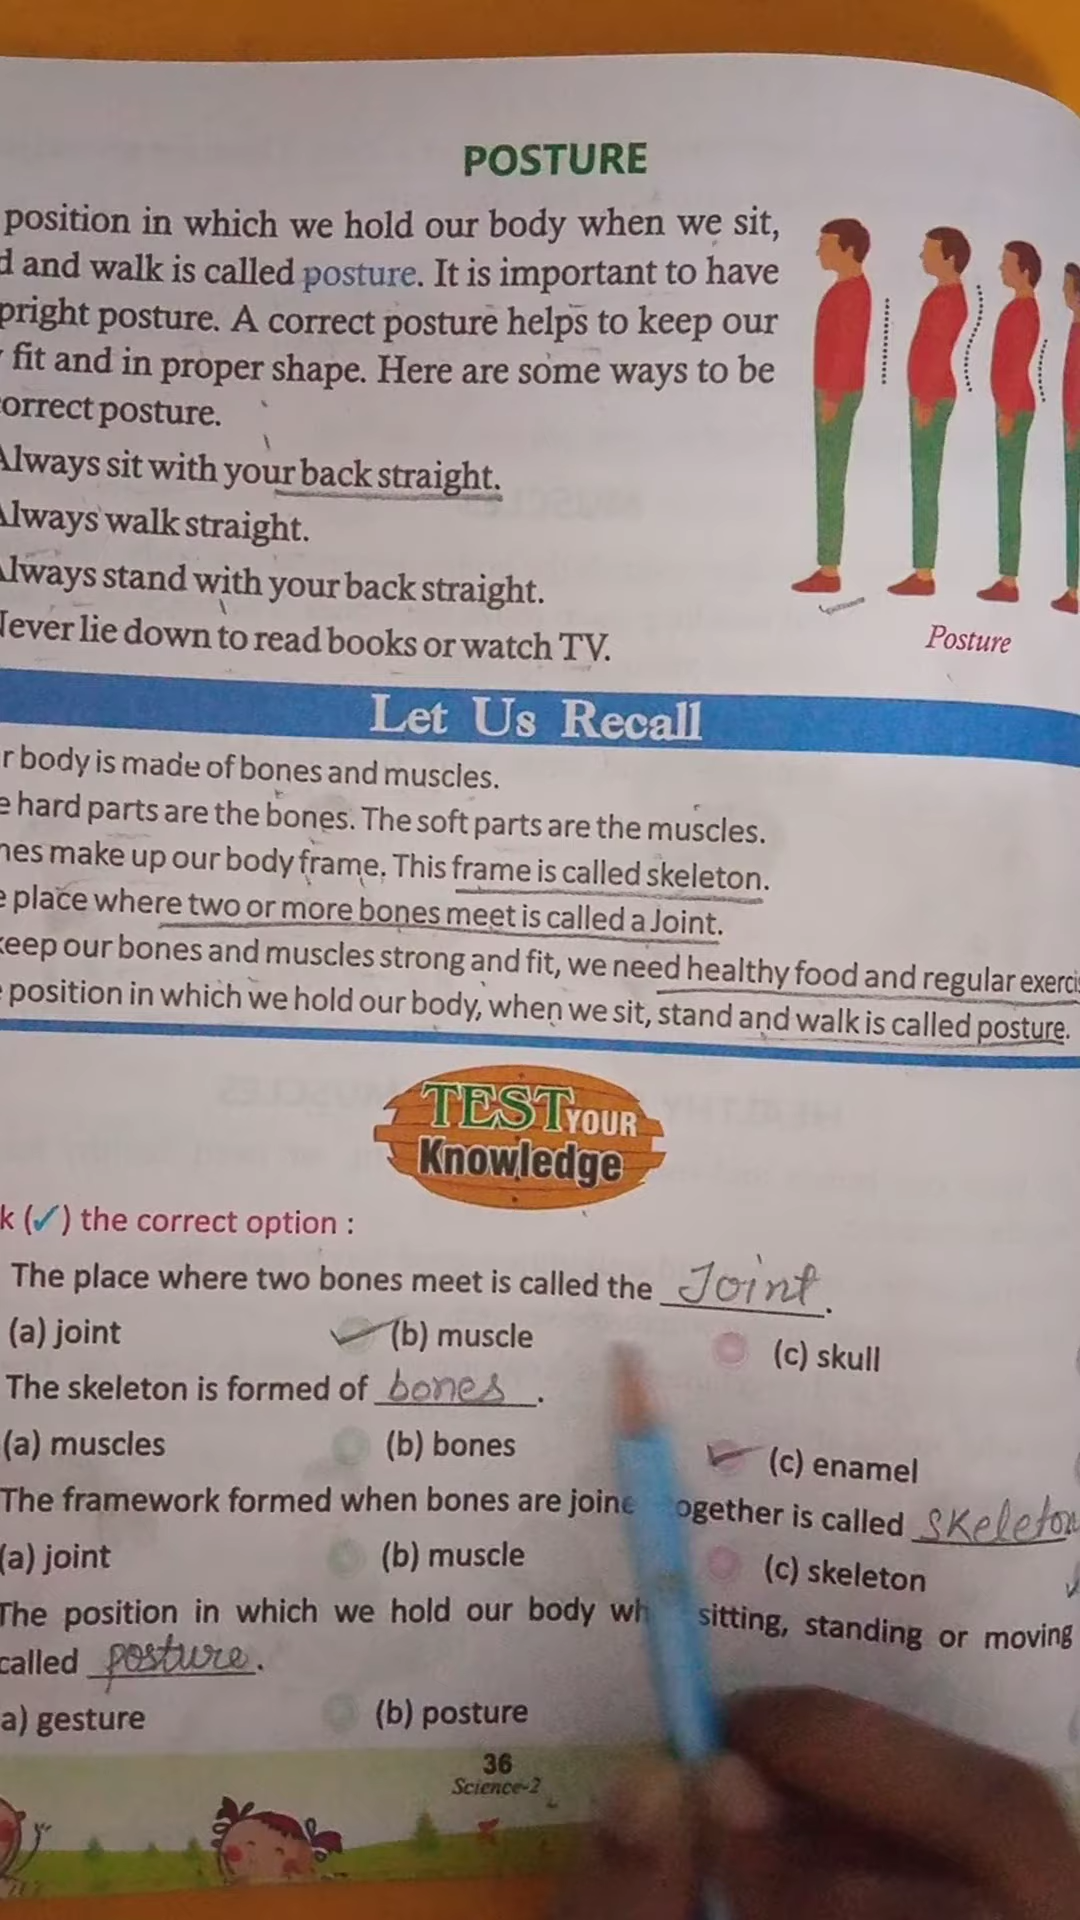 POSTURE
position in which we hold our body when we sit,
and walk is called posture. It is important to have
pright posture. A correct posture helps to keep our
fit and in proper shape. Here are some ways to be
orrect posture.
Always sit with your back straight.
Always walk straight.
Always stand with your back straight.
Never lie down to read books or watch TV.
Posture
Let Us Recall
r body is made of bones and muscles.
e hard parts are the bones. The soft parts are the muscles.
nes make up our body frame. This frame is called skeleton.
e place where two or more bones meet is called a Joint.
keep our bones and muscles strong and fit, we need healthy food and regular exerci
position in which we hold our body, when we sit, stand and walk is called posture.
TEST YOUR
Knowledge
k (✓) the correct option :
The place where two bones meet is called the Joint.
(a) joint (b) muscle (c) skull
The skeleton is formed of bones.
(a) muscles (b) bones (c) enamel
The framework formed when bones are joine ogether is called skeleton
(a) joint (b) muscle (c) skeleton
The position in which we hold our body wh sitting, standing or moving
called posture.
a) gesture (b) posture
36
Science-2